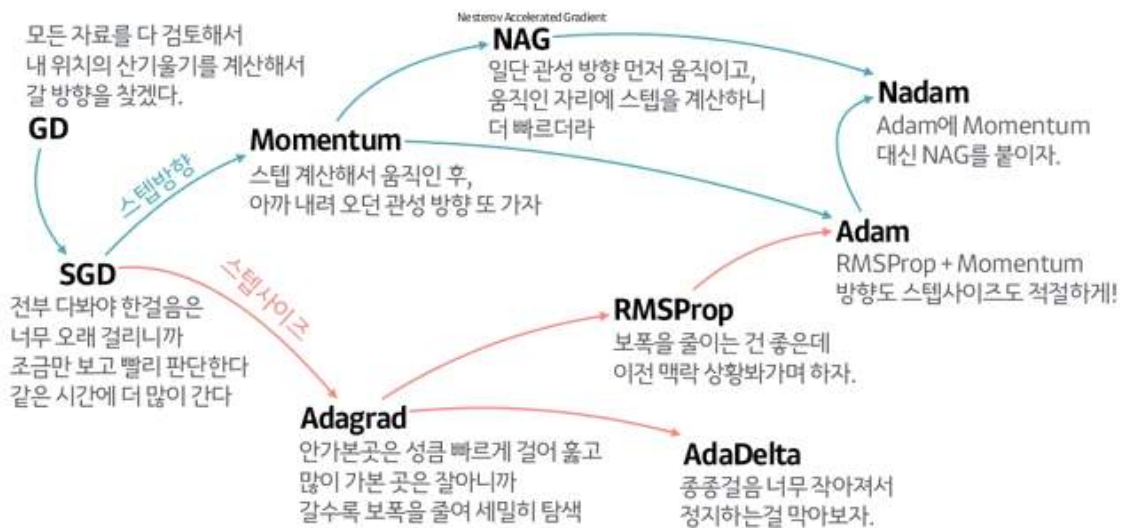 모든 자료를 다 검토해서
내 위치의 산기울기를 계산해서
갈 방향을 찾겠다.
GD
스텝방향
Momentum
스텝 계산해서 움직인 후,
아까 내려 오던 관성 방향 또 가자
Nesterov Accelerated Gradient
NAG
일단 관성 방향 먼저 움직이고,
움직인 자리에 스텝을 계산하니
더 빠르더라
Nadam
Adam에 Momentum
대신 NAG를 붙이자.
Adam
RMSProp + Momentum
방향도 스텝사이즈도 적절하게!
SGD
전부 다봐야 한걸음은
너무 오래 걸리니까
조금만 보고 빨리 판단한다
같은 시간에 더 많이 간다
스텝사이즈
RMSProp
보폭을 줄이는 건 좋은데
이전 맥락 상황봐가며 하자.
Adagrad
안가본곳은 성큼 빠르게 걸어 훑고
많이 가본 곳은 잘아니까
갈수록 보폭을 줄여 세밀히 탐색
AdaDelta
종종걸음 너무 작아져서
정지하는걸 막아보자.